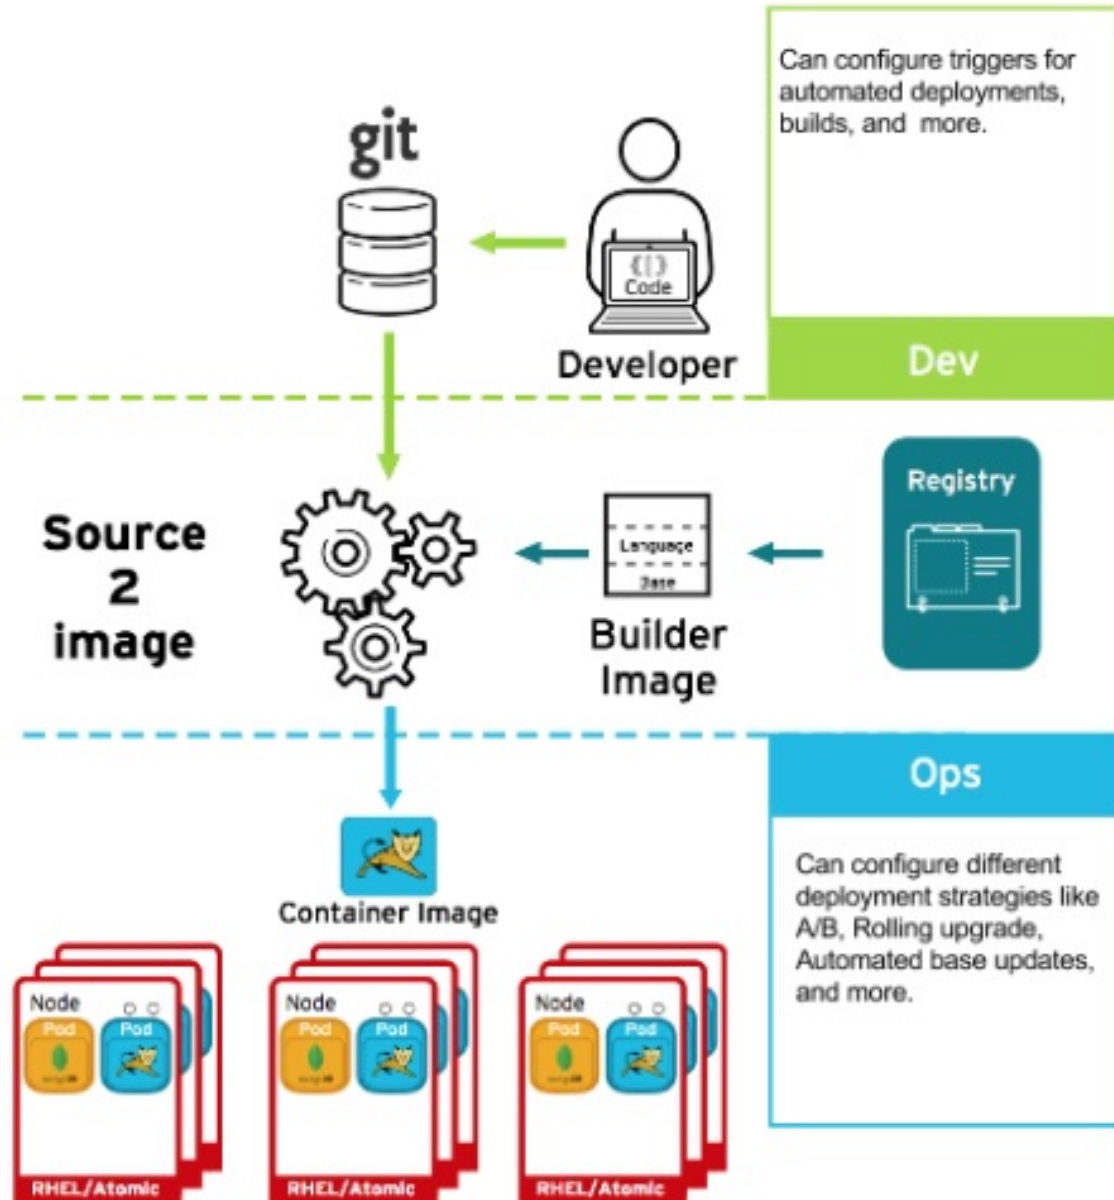 Can configure triggers for
automated deployments,
builds, and more.
git
{[}
Code
Developer
Dev
Registry
Source
2
image
Language
Base
Builder
Image
Ops
Container Image
Can configure different
deployment strategies like
A/B, Rolling upgrade,
Automated base updates,
and more.
Node
Pod
Pod
Node
Pod
Pod
Node
Pod
Pod
RHEL/Atomic
RHEL/Atomic
RHEL/Atomic